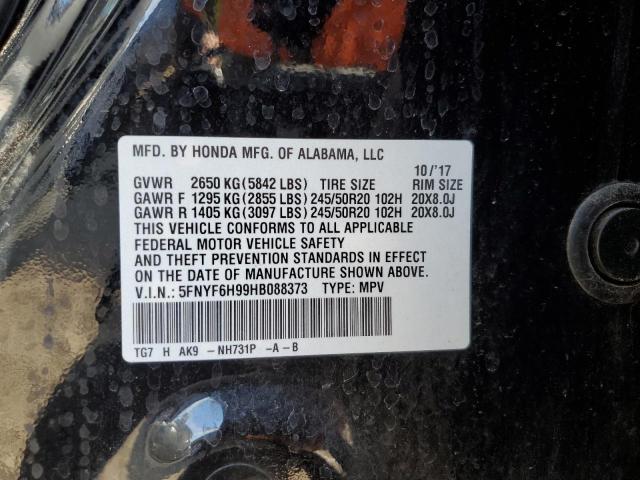 MFD. BY HONDA MFG. OF ALABAMA, LLC
10/'17
GVWR 2650 KG(5842 LBS) TIRE SIZE RIM SIZE
GAWR F 1295 KG(2855 LBS) 245/50R20 102H 20X8.0J
GAWR R 1405 KG(3097 LBS) 245/50R20 102H 20X8.0J
THIS VEHICLE CONFORMS TO ALL APPLICABLE
FEDERAL MOTOR VEHICLE SAFETY
AND THEFT PREVENTION STANDARDS IN EFFECT
ON THE DATE OF MANUFACTURE SHOWN ABOVE.
V.I.N.: 5FNYF6H99HB088373 TYPE: MPV
TG7 H AK9 -NH731P -A-B